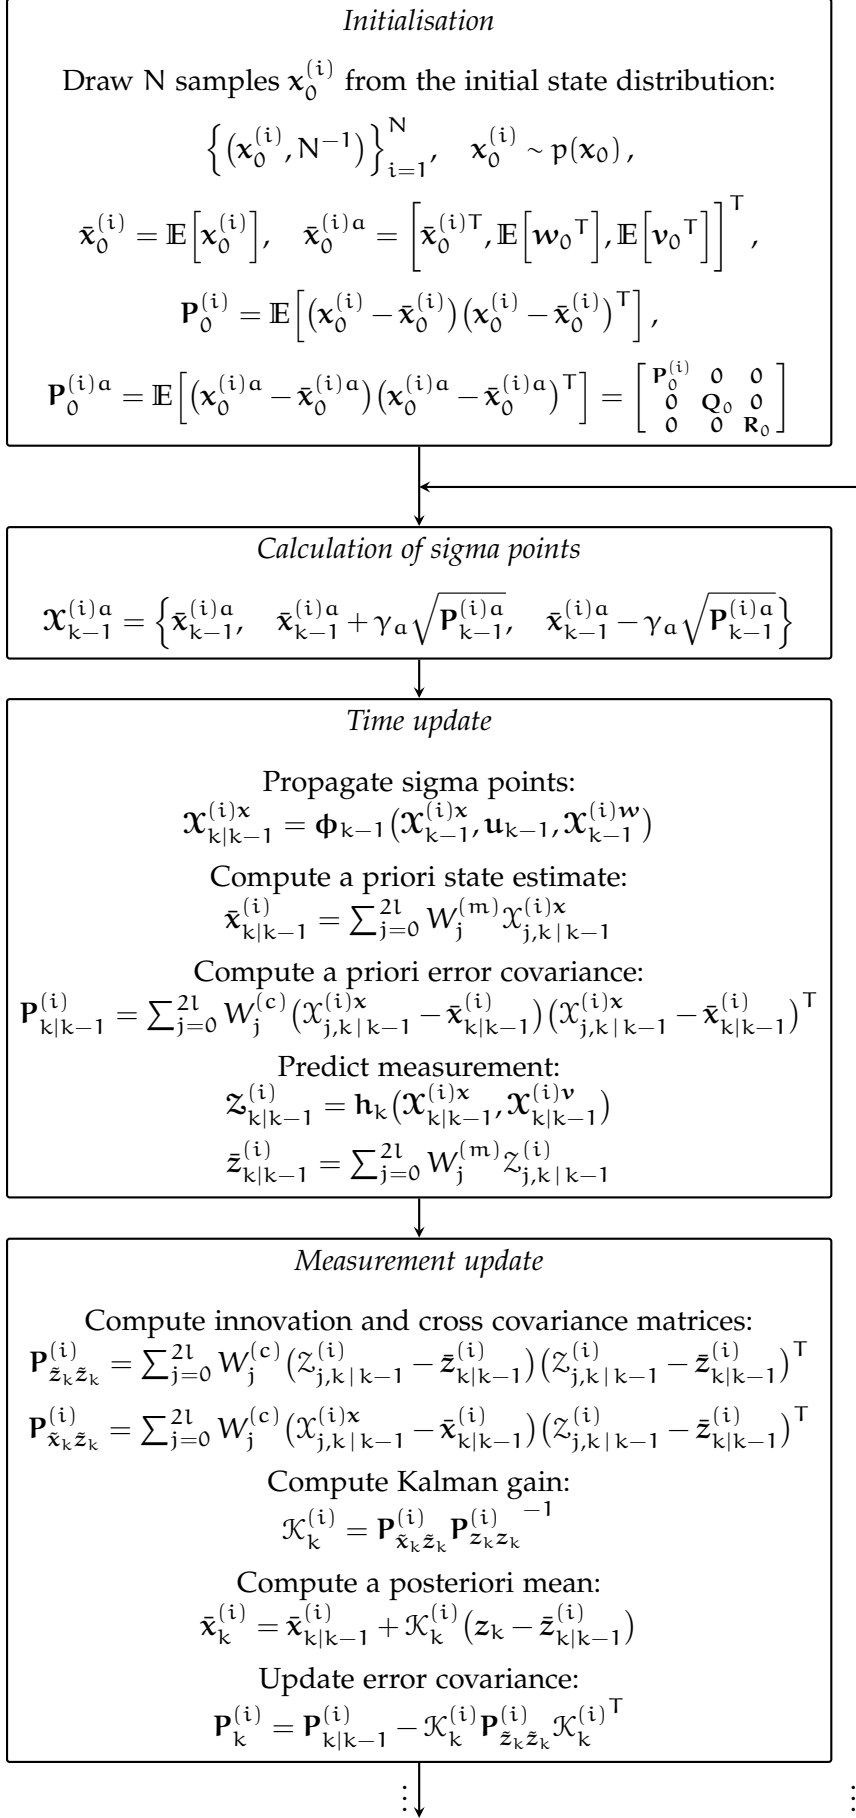 Initialisation
Draw N samples x_0^{(i)} from the initial state distribution:
{(x_0^{(i)}, N^{-1})}_{i=1}^{N}, x_0^{(i)} ~ p(x_0),
x̄_0^{(i)} = 𝔼[x_0^{(i)}], x̄_0^{(i)a} = [x̄_0^{(i)T}, 𝔼[w_0^T], 𝔼[v_0^T]]^T,
P_0^{(i)} = 𝔼[(x_0^{(i)} − x̄_0^{(i)})(x_0^{(i)} − x̄_0^{(i)})^T],
P_0^{(i)a} = 𝔼[(x_0^{(i)a} − x̄_0^{(i)a})(x_0^{(i)a} − x̄_0^{(i)a})^T] = [P_0^{(i)} 0 0; 0 Q_0 0; 0 0 R_0]
Calculation of sigma points
𝒳_{k−1}^{(i)a} = {x̄_{k−1}^{(i)a}, x̄_{k−1}^{(i)a} + γ_a √(P_{k−1}^{(i)a}), x̄_{k−1}^{(i)a} − γ_a √(P_{k−1}^{(i)a})}
Time update
Propagate sigma points:
𝒳_{k|k−1}^{(i)x} = ϕ_{k−1}(𝒳_{k−1}^{(i)x}, u_{k−1}, 𝒳_{k−1}^{(i)w})
Compute a priori state estimate:
x̄_{k|k−1}^{(i)} = ∑_{j=0}^{2l} W_j^{(m)} 𝒳_{j,k|k−1}^{(i)x}
Compute a priori error covariance:
P_{k|k−1}^{(i)} = ∑_{j=0}^{2l} W_j^{(c)} (𝒳_{j,k|k−1}^{(i)x} − x̄_{k|k−1}^{(i)})(𝒳_{j,k|k−1}^{(i)x} − x̄_{k|k−1}^{(i)})^T
Predict measurement:
𝒵_{k|k−1}^{(i)} = h_k(𝒳_{k|k−1}^{(i)x}, 𝒳_{k|k−1}^{(i)v})
z̄_{k|k−1}^{(i)} = ∑_{j=0}^{2l} W_j^{(m)} 𝒵_{j,k|k−1}^{(i)}
Measurement update
Compute innovation and cross covariance matrices:
P_{z̃_k z̃_k}^{(i)} = ∑_{j=0}^{2l} W_j^{(c)} (𝒵_{j,k|k−1}^{(i)} − z̄_{k|k−1}^{(i)})(𝒵_{j,k|k−1}^{(i)} − z̄_{k|k−1}^{(i)})^T
P_{x̃_k z̃_k}^{(i)} = ∑_{j=0}^{2l} W_j^{(c)} (𝒳_{j,k|k−1}^{(i)x} − x̄_{k|k−1}^{(i)})(𝒵_{j,k|k−1}^{(i)} − z̄_{k|k−1}^{(i)})^T
Compute Kalman gain:
𝒦_k^{(i)} = P_{x̃_k z̃_k}^{(i)} P_{z_k z_k}^{(i)}^{−1}
Compute a posteriori mean:
x̄_k^{(i)} = x̄_{k|k−1}^{(i)} + 𝒦_k^{(i)}(z_k − z̄_{k|k−1}^{(i)})
Update error covariance:
P_k^{(i)} = P_{k|k−1}^{(i)} − 𝒦_k^{(i)} P_{z̃_k z̃_k}^{(i)} 𝒦_k^{(i)T}
⋮ ⋮